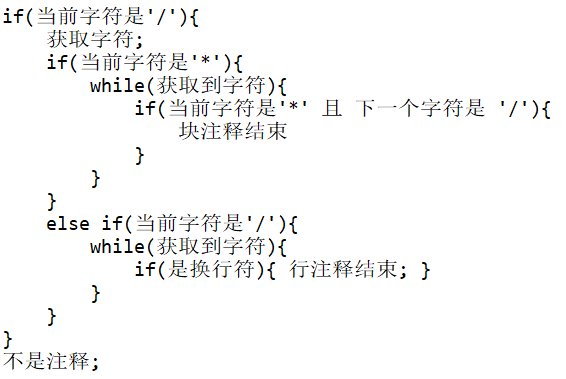 if(当前字符是'/'){
    获取字符;
    if(当前字符是'*'){
        while(获取到字符){
            if(当前字符是'*' 且 下一个字符是 '/'){
                块注释结束
            }
        }
    }
    else if(当前字符是'/'){
        while(获取到字符){
            if(是换行符){ 行注释结束; }
        }
    }
}
不是注释;